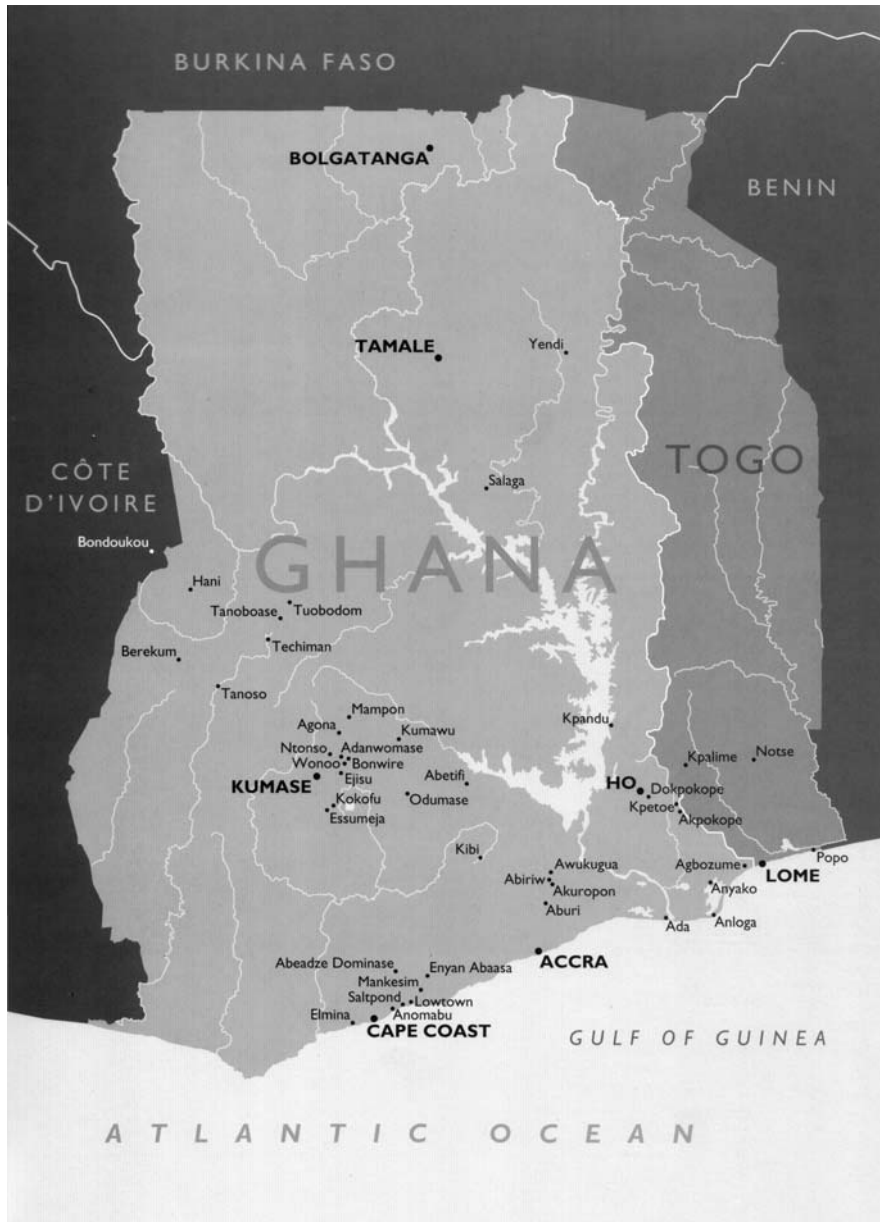 BURKINA FASO
BOLGATANGA
BENIN
TAMALE
Yendi
TOGO
CÔTE
D'IVOIRE
Salaga
Bondoukou
GHANA
Hani
Tuobodom
Tanoboase
Techiman
Berekum
Tanoso
Mampon
Agona
Kumawu
Kpandu
Ntonso
Adanwomase
Wonoo
Bonwire
Kpalime
Notse
KUMASE
Ejisu
Abetifi
HO
Dokpokope
Kokofu
Odumase
Kpetoe
Essumeja
Akpokope
Kibi
Awukugua
Agbozume
Popo
LOME
Abiriw
Akuropon
Anyako
Aburi
Ada
Anloga
ACCRA
Abeadze Dominase
Enyan Abaasa
Mankesim
Saltpond
Lowtown
Elmina
Anomabu
CAPE COAST
GULF OF GUINEA
ATLANTIC OCEAN